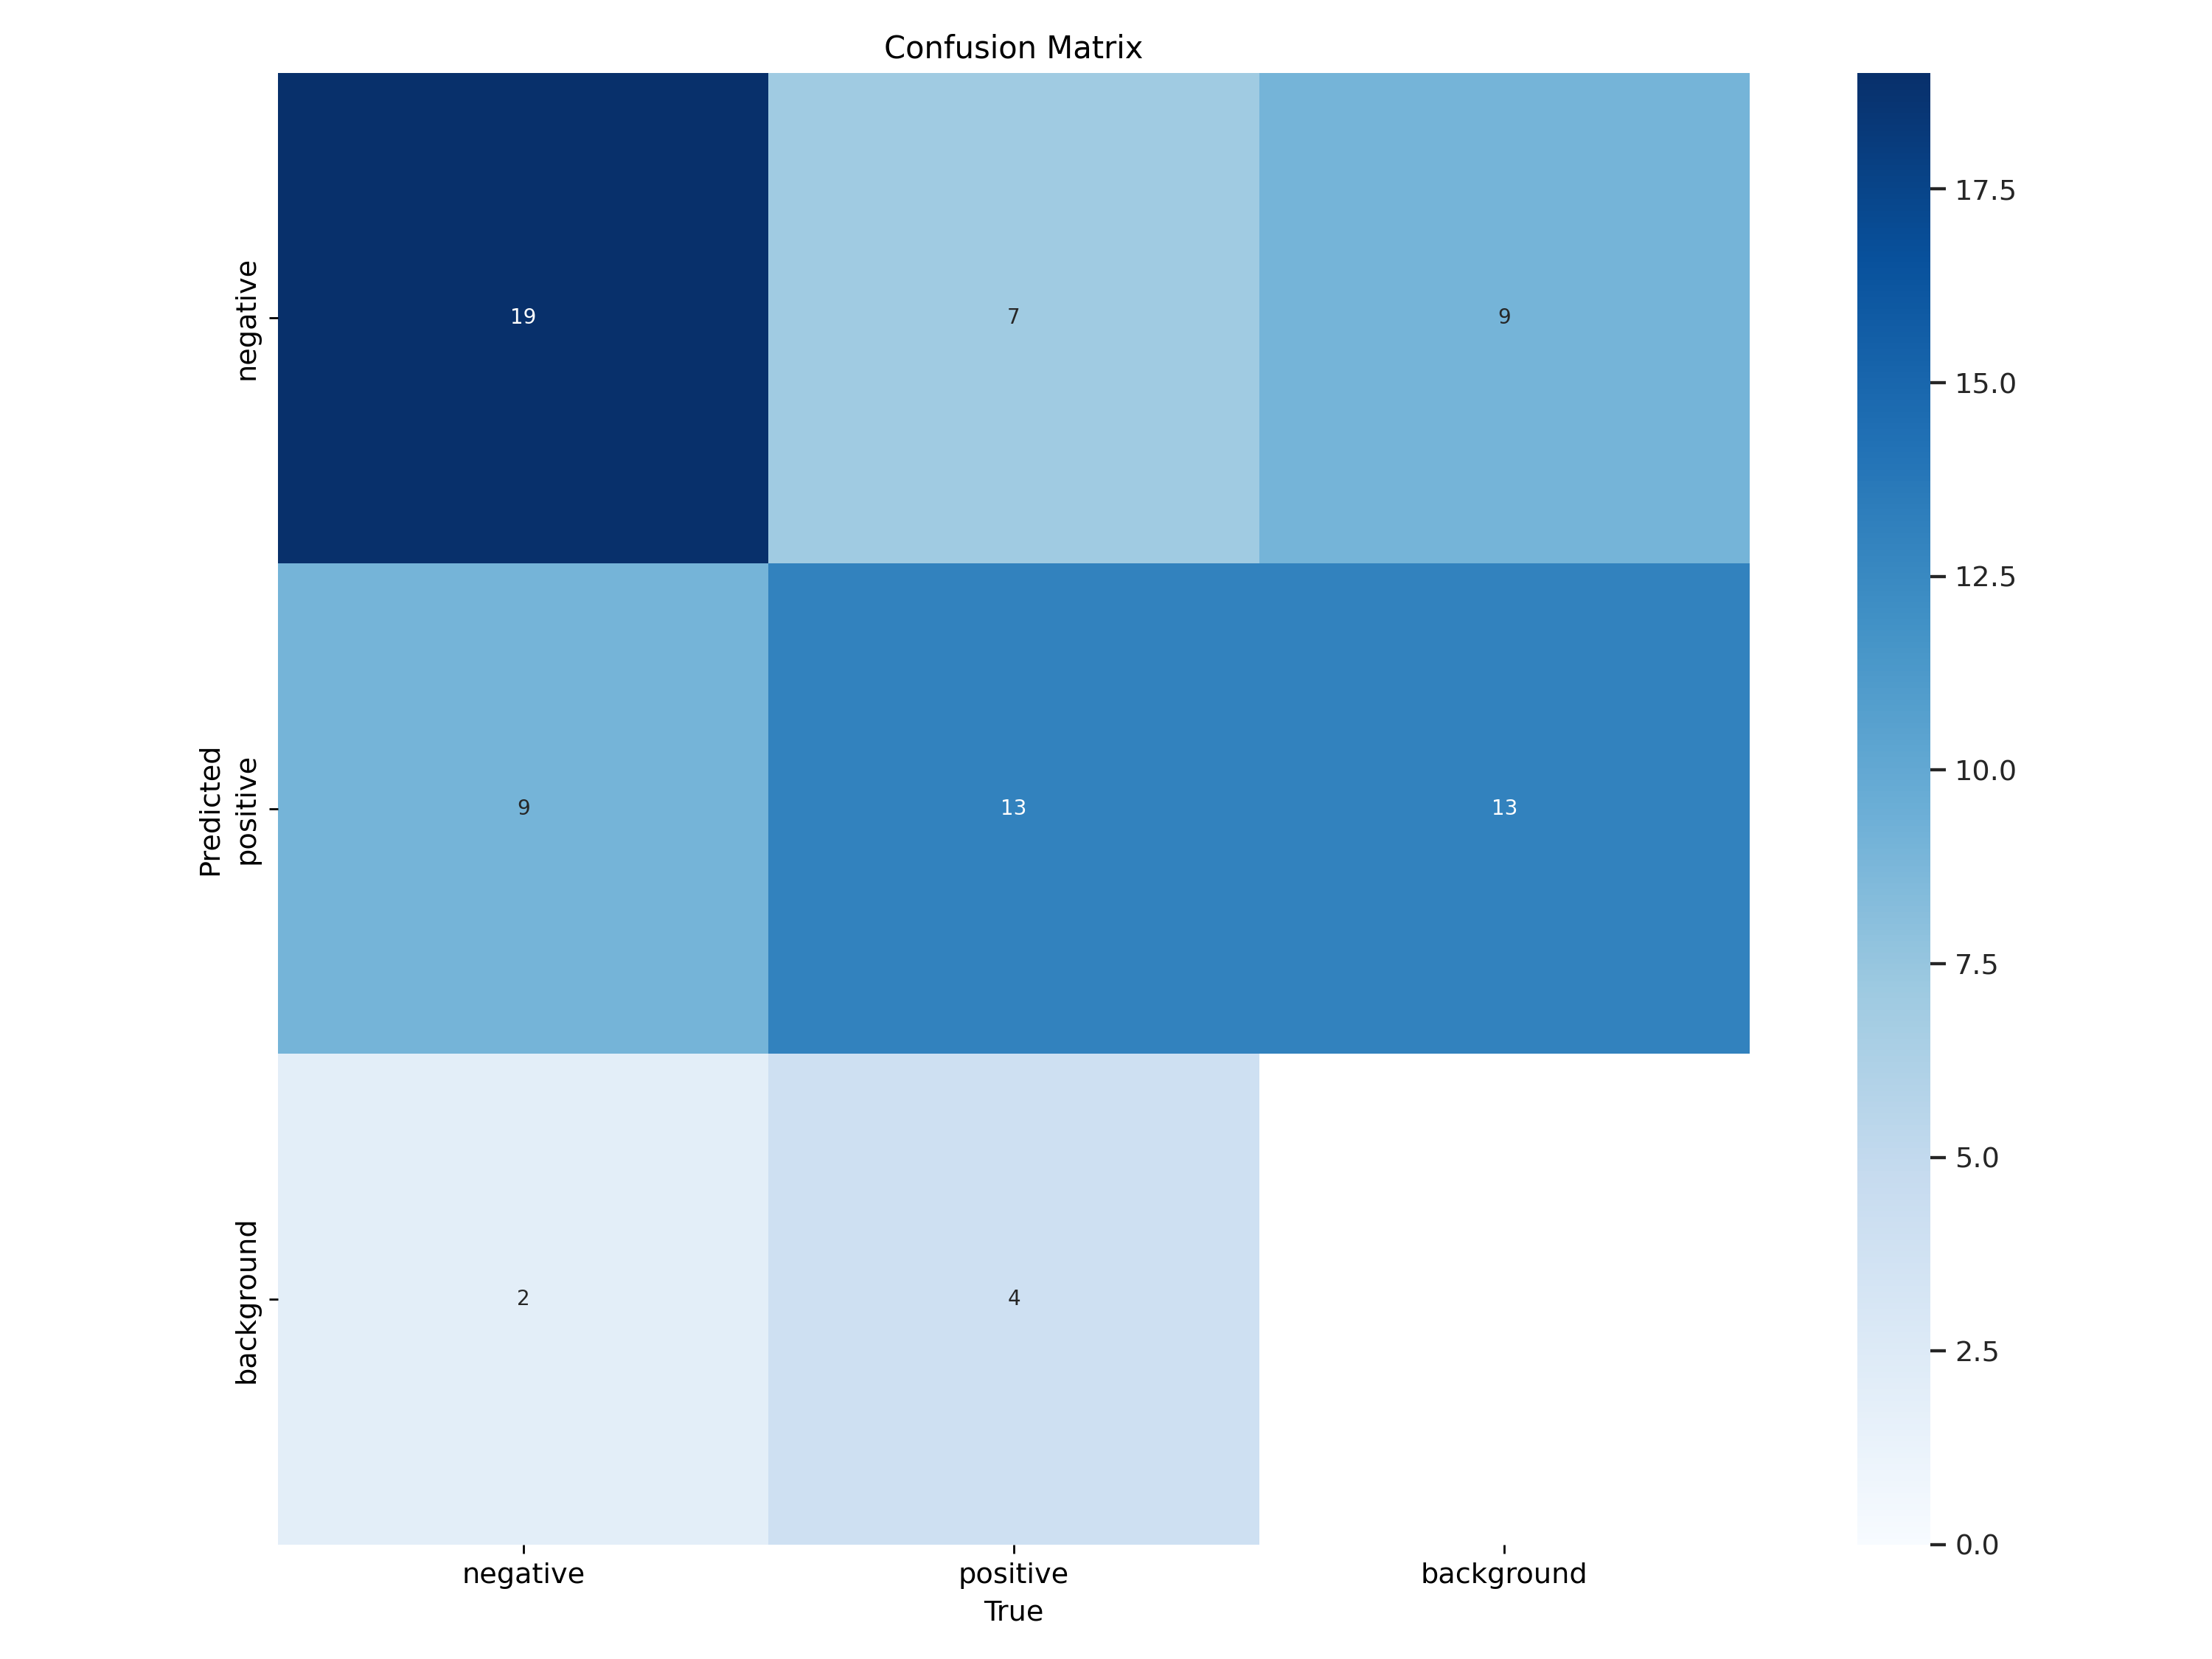 Confusion Matrix
negative
19
7
9
17.5
15.0
12.5
Predicted
positive
9
13
13
10.0
7.5
background
2
4
5.0
2.5
0.0
negative
positive
background
True